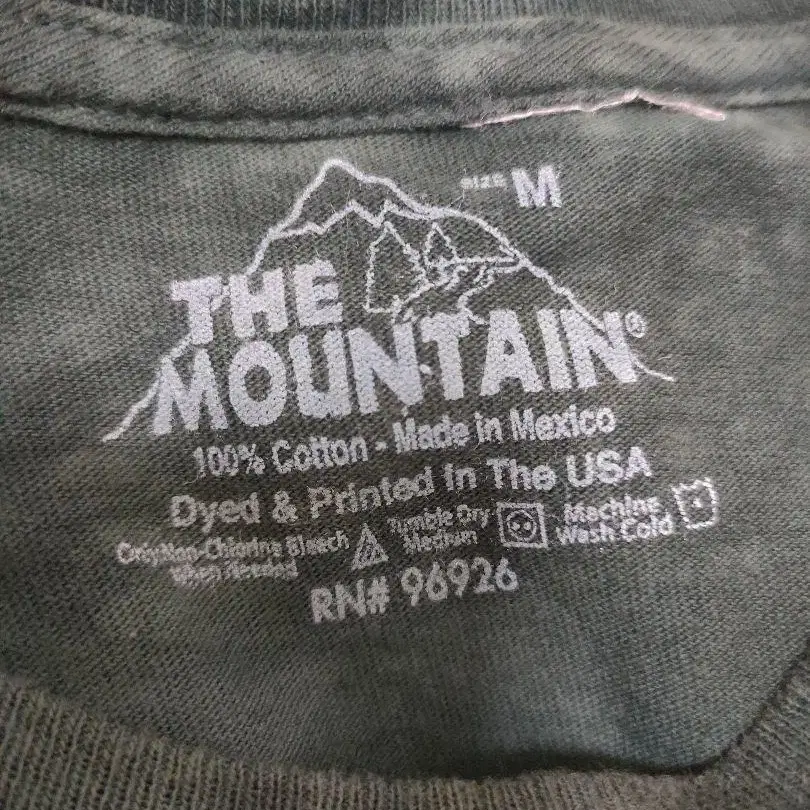 SIZE M
THE
MOUNTAIN®
100% Cotton - Made in Mexico
Dyed & Printed In The USA
Only Non-Chlorine Bleach
When Needed
Tumble Dry
Medium
Machine
Wash Cold
RN# 96926